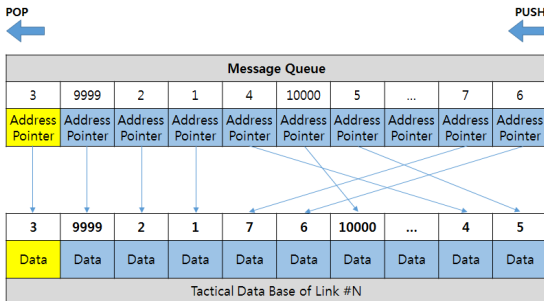 POP PUSH
Message Queue
3 9999 2 1 4 10000 5 ... 7 6
Address Address Address Address Address Address Address Address Address Address
Pointer Pointer Pointer Pointer Pointer Pointer Pointer Pointer Pointer Pointer
3 9999 2 1 7 6 10000 ... 4 5
Data Data Data Data Data Data Data Data Data Data
Tactical Data Base of Link #N